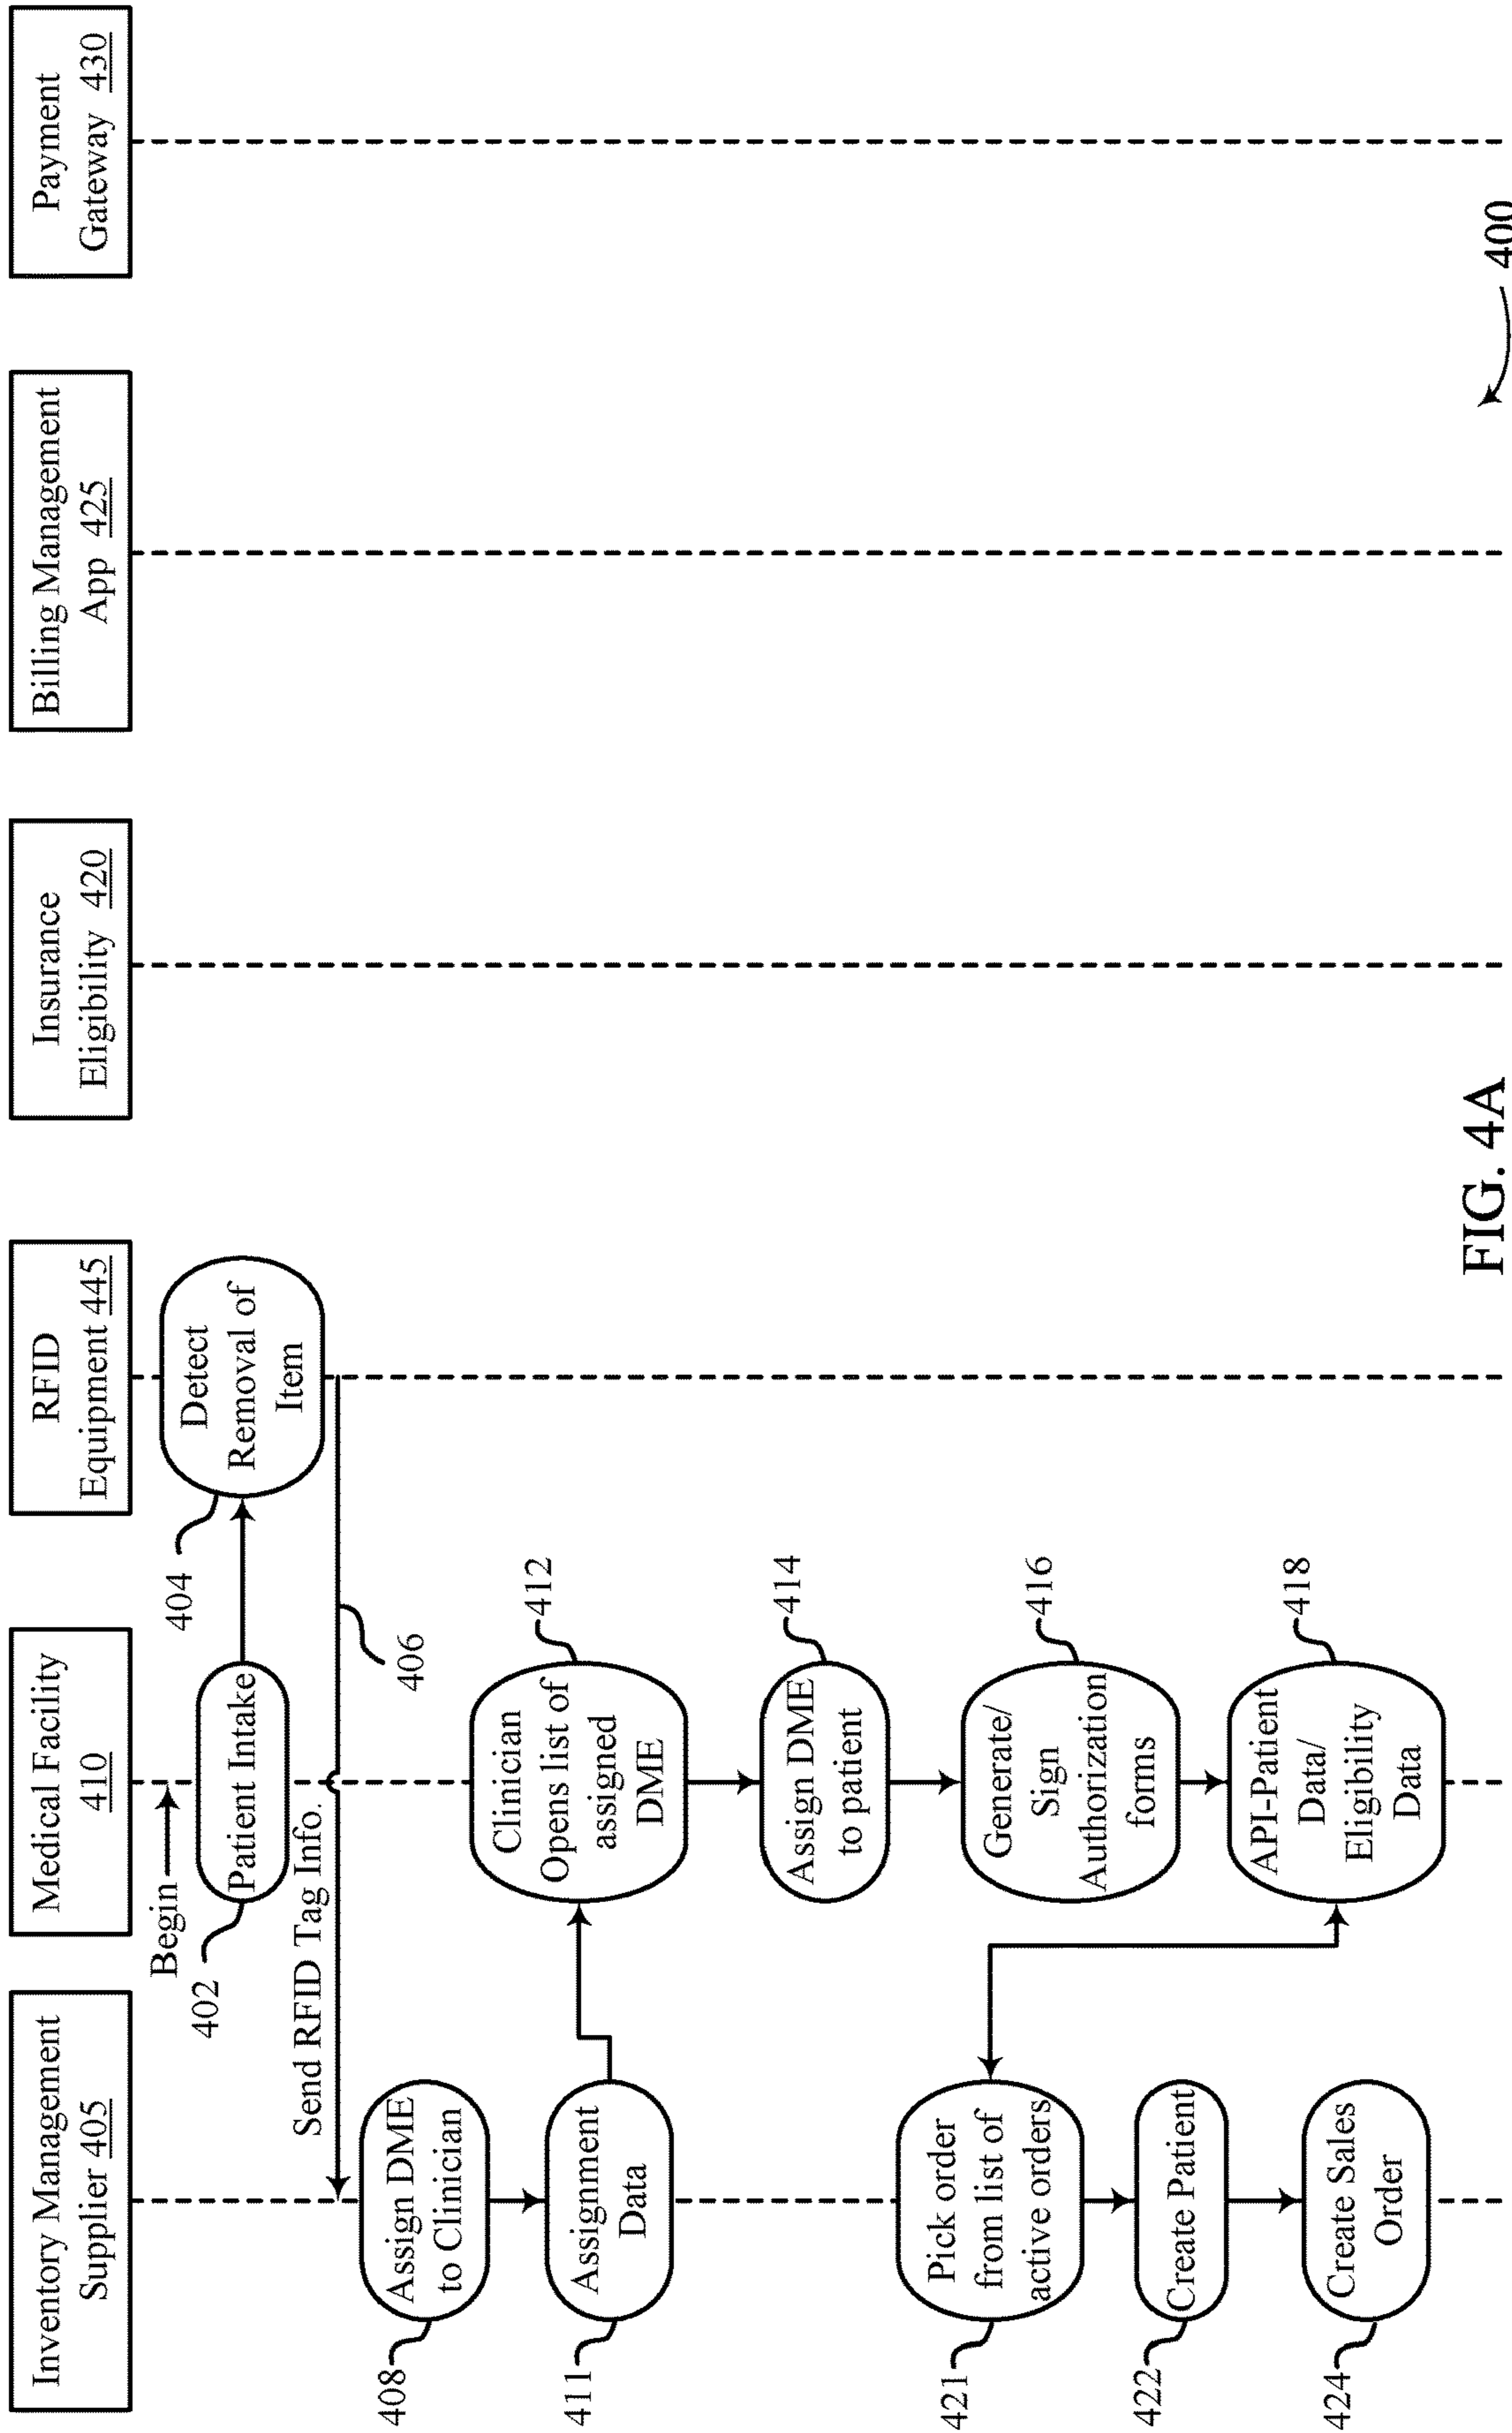 Inventory Management
Supplier 405
Medical Facility
410
RFID
Equipment 445
Insurance
Eligibility 420
Billing Management
App 425
Payment
Gateway 430
Begin
402
Patient Intake
404
Detect
Removal of
Item
Send RFID Tag Info.
406
408
Assign DME
to Clinician
411
Assignment
Data
412
Clinician
Opens list of
assigned
DME
414
Assign DME
to patient
416
Generate/
Sign
Authorization
forms
418
API-Patient
Data/
Eligibility
Data
421
Pick order
from list of
active orders
422
Create Patient
424
Create Sales
Order
FIG. 4A
400